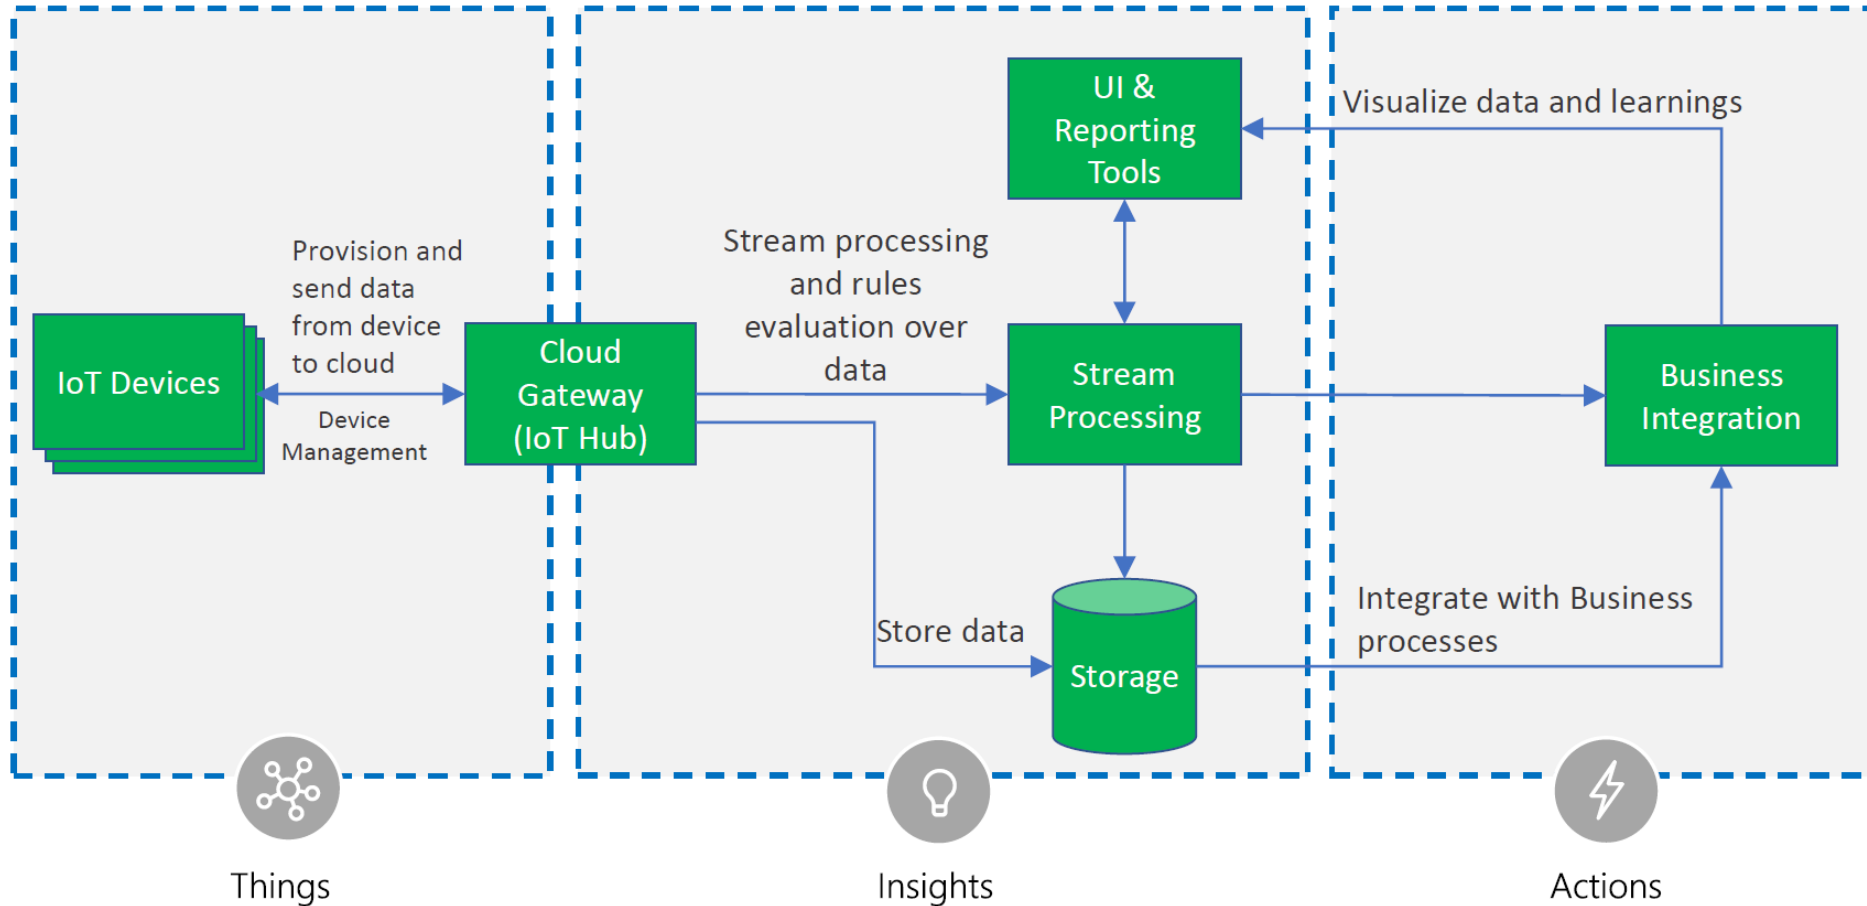 UI &
Reporting
Tools
Visualize data and learnings
Provision and
send data
from device
to cloud
Stream processing
and rules
evaluation over
data
IoT Devices
Device
Management
Cloud
Gateway
(IoT Hub)
Stream
Processing
Business
Integration
Store data
Storage
Integrate with Business
processes
Things
Insights
Actions